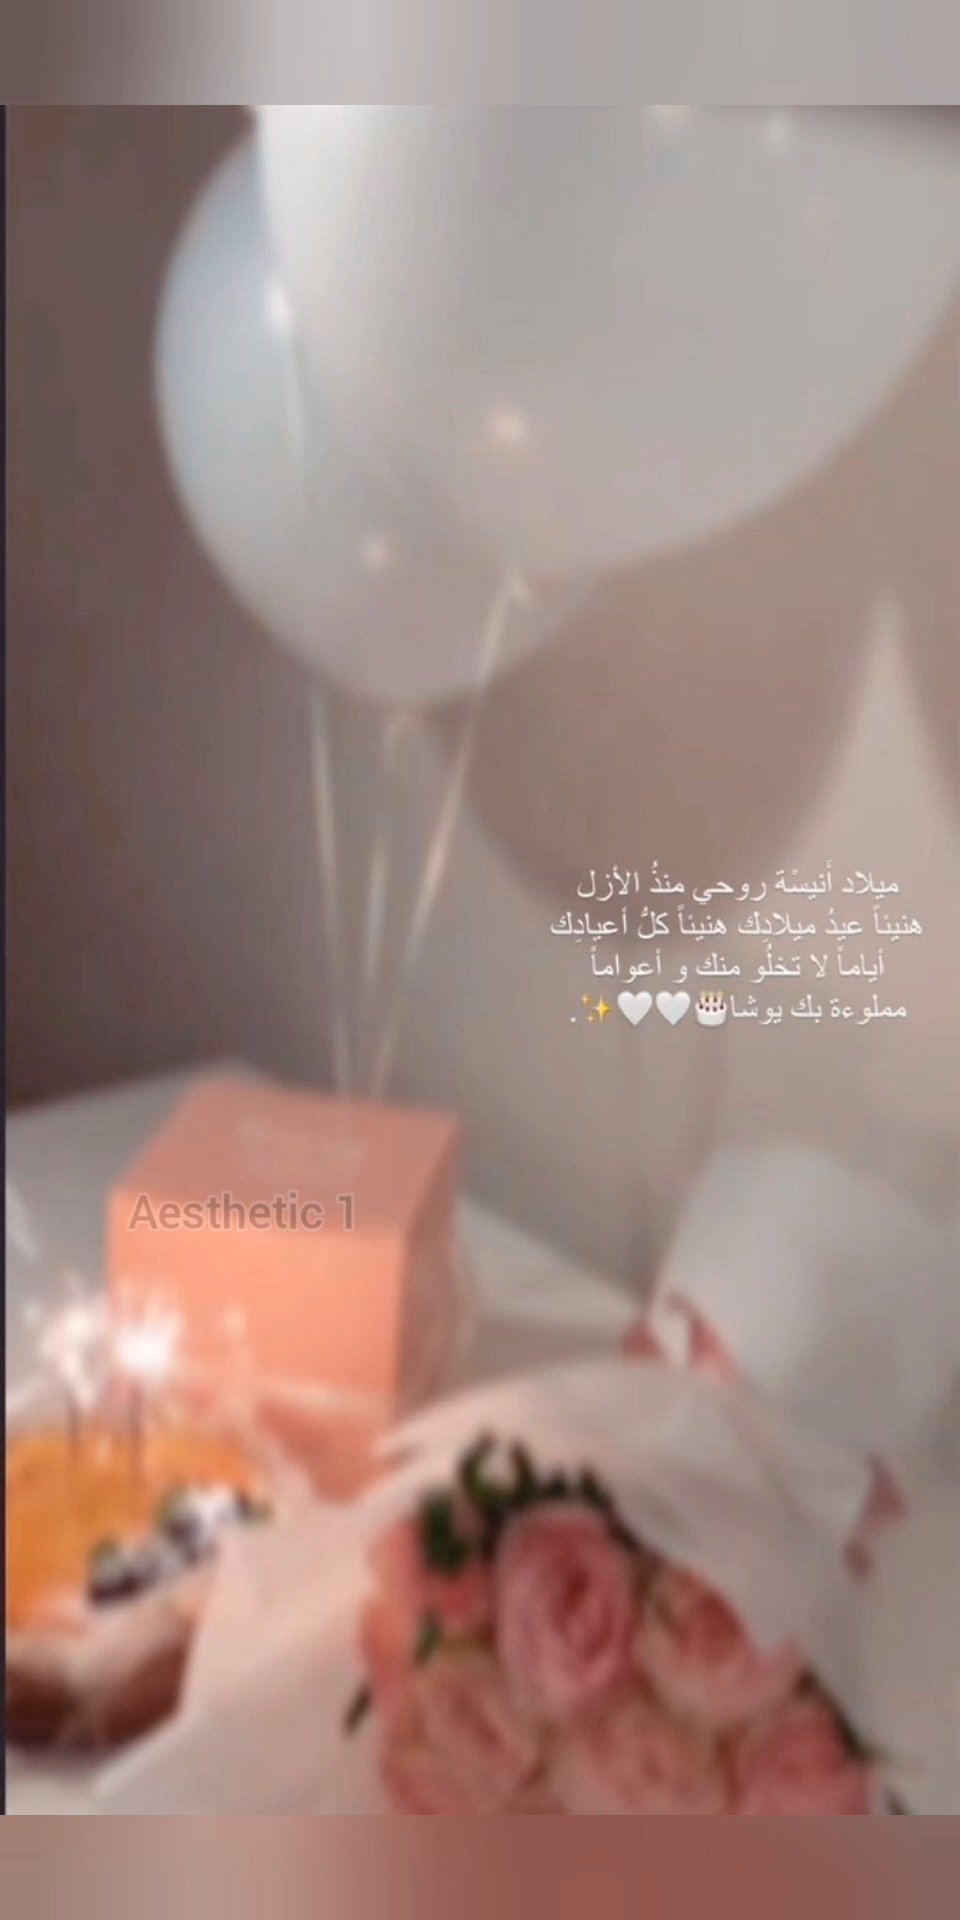 ميلاد أَنيسْة روحي منذُ الأزل
هنيئاً عيدُ ميلادِك هنيئاً كلُّ أعيادِك
أياماً لا تخلُو منك و أعواماً
مملوءة بك يوشا🎂🤍🤍✨.
Aesthetic 1